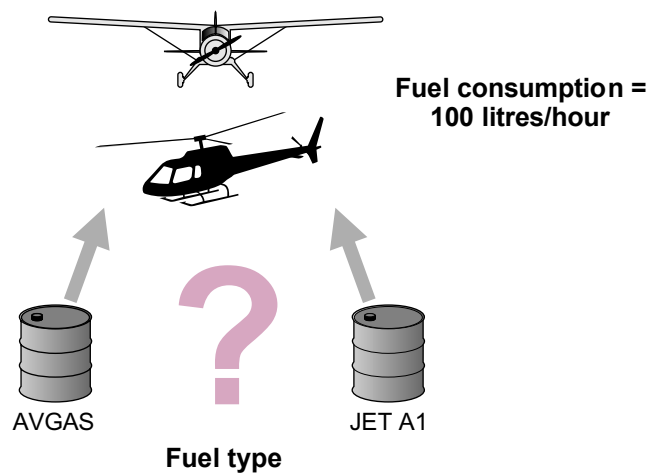 Fuel consumption =
100 litres/hour
?
AVGAS
JET A1
Fuel type